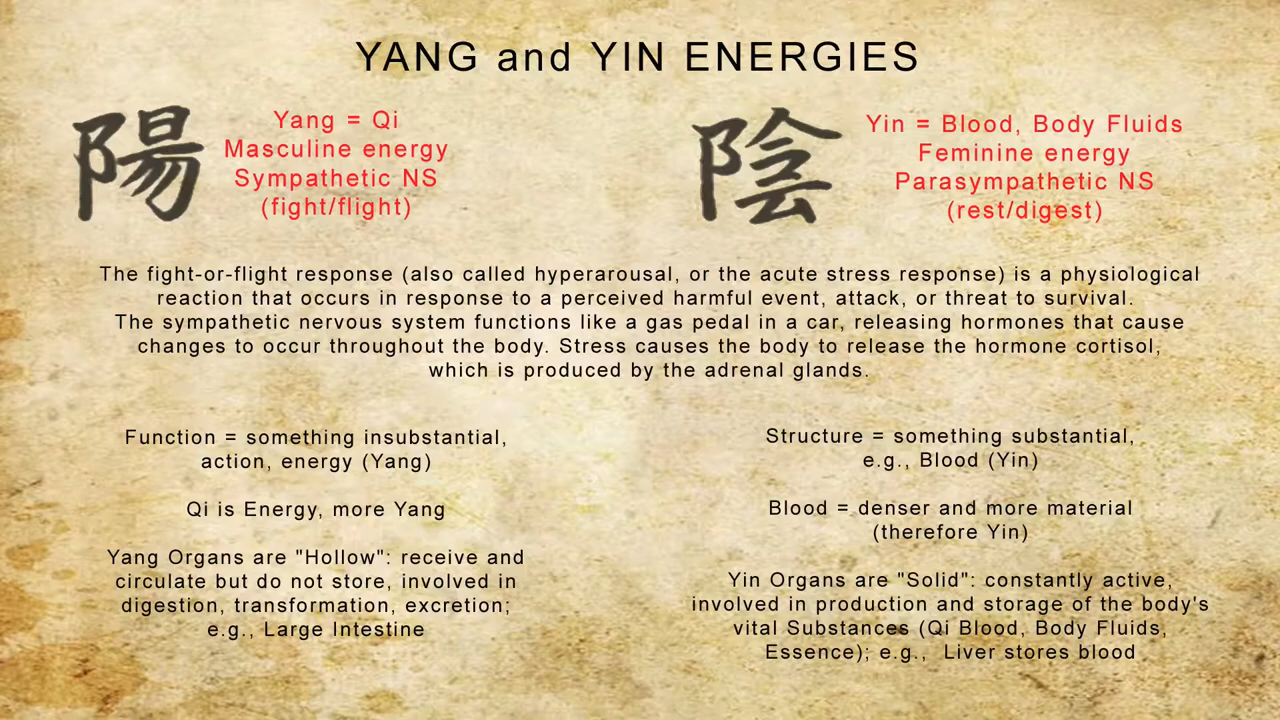 YANG and YIN ENERGIES
陽
Yang = Qi
Masculine energy
Sympathetic NS
(fight/flight)
陰
Yin = Blood, Body Fluids
Feminine energy
Parasympathetic NS
(rest/digest)
The fight-or-flight response (also called hyperarousal, or the acute stress response) is a physiological
reaction that occurs in response to a perceived harmful event, attack, or threat to survival.
The sympathetic nervous system functions like a gas pedal in a car, releasing hormones that cause
changes to occur throughout the body. Stress causes the body to release the hormone cortisol,
which is produced by the adrenal glands.
Function = something insubstantial,
action, energy (Yang)
Qi is Energy, more Yang
Yang Organs are "Hollow": receive and
circulate but do not store, involved in
digestion, transformation, excretion;
e.g., Large Intestine
Structure = something substantial,
e.g., Blood (Yin)
Blood = denser and more material
(therefore Yin)
Yin Organs are "Solid": constantly active,
involved in production and storage of the body's
vital Substances (Qi Blood, Body Fluids,
Essence); e.g.,  Liver stores blood